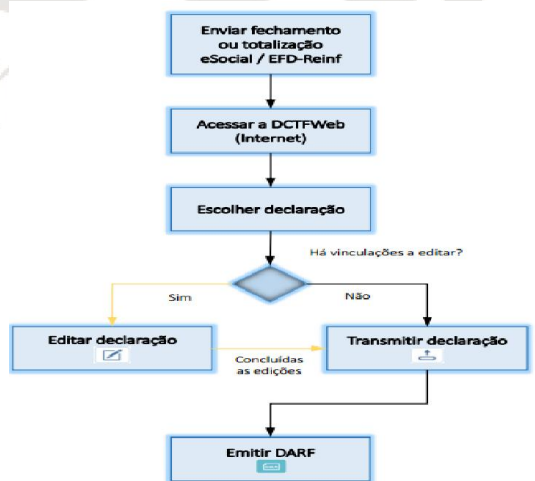 Enviar fechamento
ou totalização
eSocial / EFD-Reinf
Acessar a DCTFWeb
(Internet)
Escolher declaração
Há vinculações a editar?
Sim
Não
Editar declaração
Concluídas
as edições
Transmitir declaração
Emitir DARF